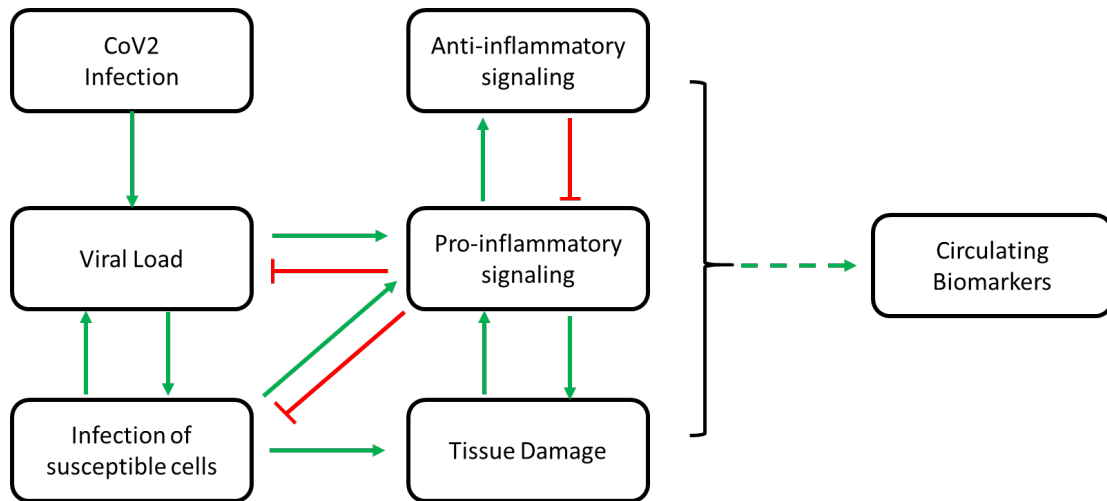 CoV2
Infection
Anti-inflammatory
signaling
Viral Load
Pro-inflammatory
signaling
Circulating
Biomarkers
Infection of
susceptible cells
Tissue Damage